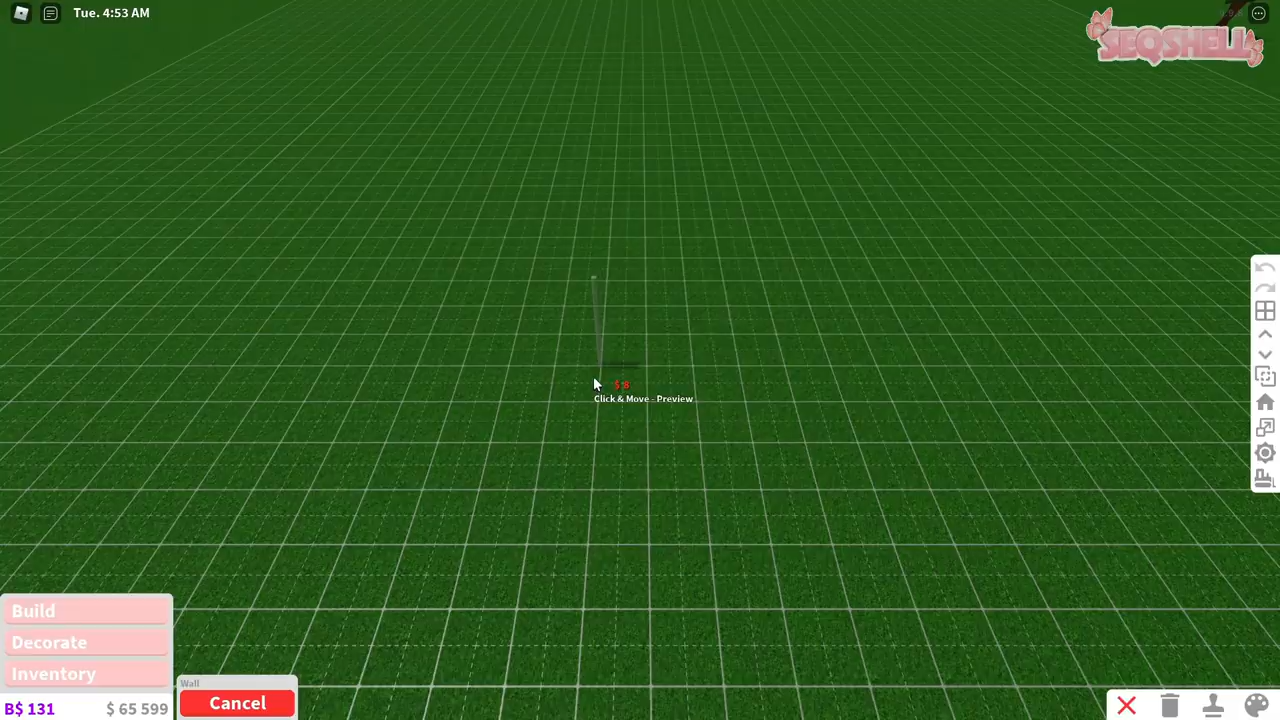 Tue. 4:53 AM
SEQSHELL
$ 8
Click & Move - Preview
Build
Decorate
Inventory
B$ 131
$ 65 599
Wall
Cancel